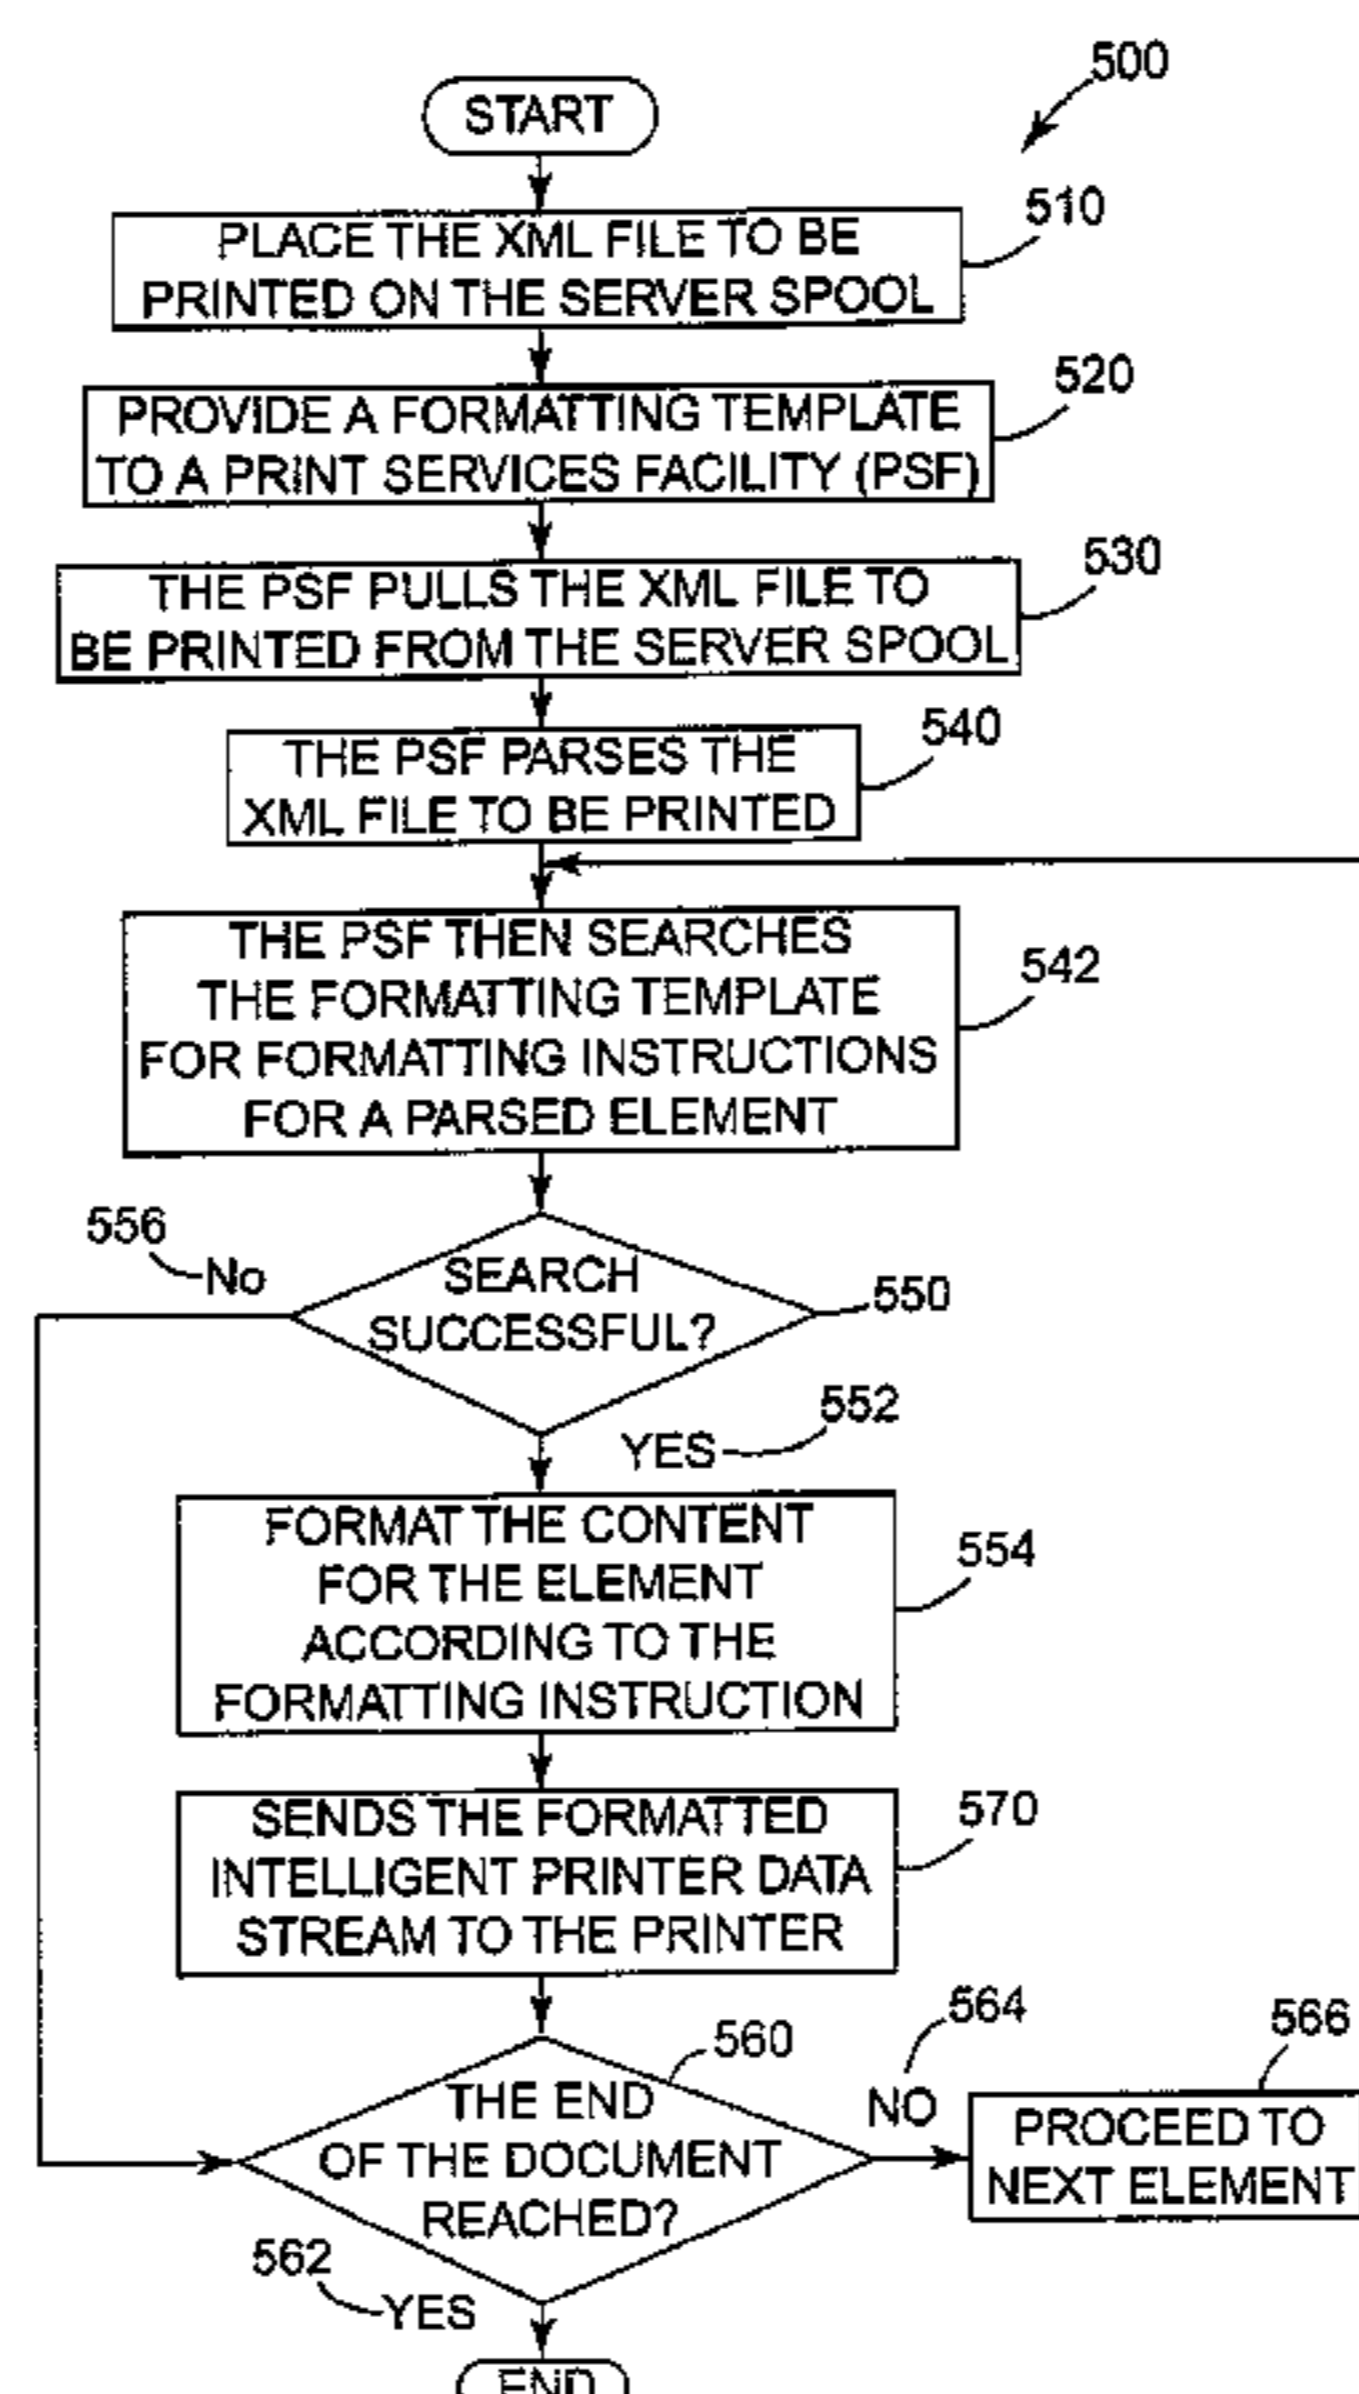 500
START
510
PLACE THE XML FILE TO BE
PRINTED ON THE SERVER SPOOL
520
PROVIDE A FORMATTING TEMPLATE
TO A PRINT SERVICES FACILITY (PSF)
530
THE PSF PULLS THE XML FILE TO
BE PRINTED FROM THE SERVER SPOOL
540
THE PSF PARSES THE
XML FILE TO BE PRINTED
542
THE PSF THEN SEARCHES
THE FORMATTING TEMPLATE
FOR FORMATTING INSTRUCTIONS
FOR A PARSED ELEMENT
556
No
SEARCH
SUCCESSFUL?
550
552
YES
554
FORMAT THE CONTENT
FOR THE ELEMENT
ACCORDING TO THE
FORMATTING INSTRUCTION
570
SENDS THE FORMATTED
INTELLIGENT PRINTER DATA
STREAM TO THE PRINTER
560
564
566
THE END
OF THE DOCUMENT
REACHED?
NO
PROCEED TO
NEXT ELEMENT
562
YES
END